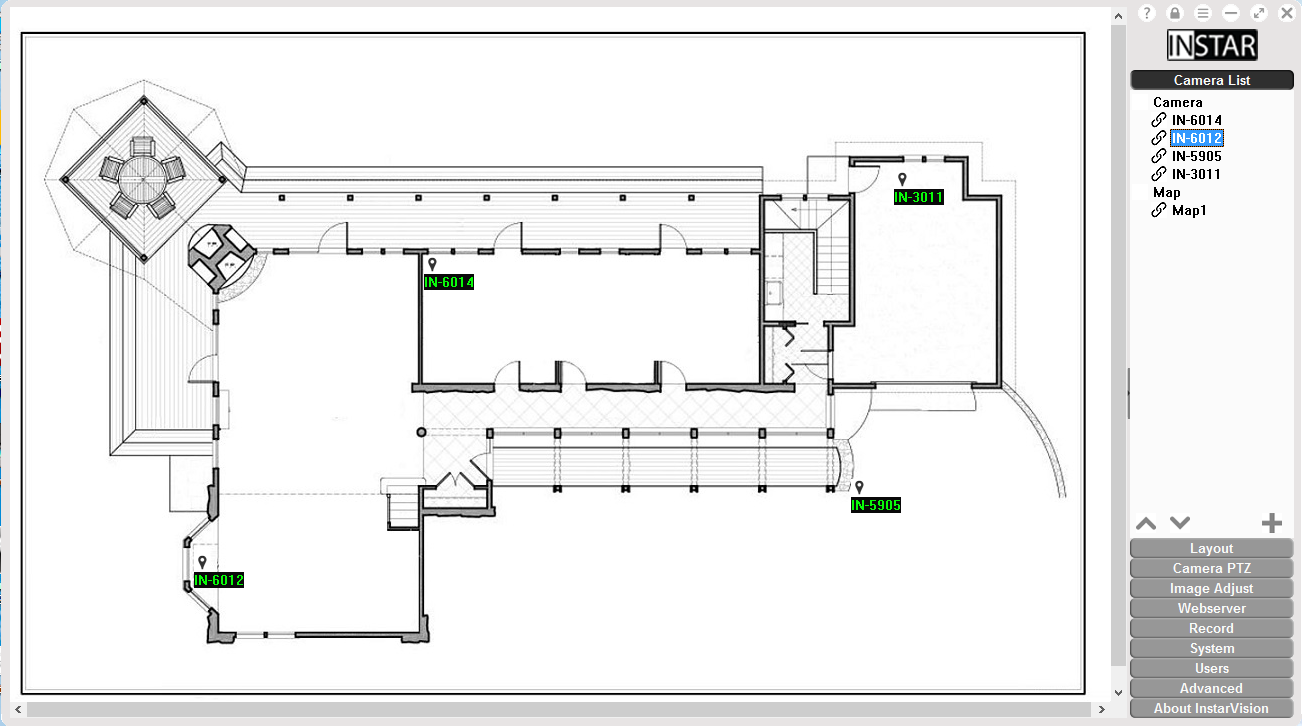 ?
INSTAR
Camera List
Camera
IN-6014
IN-6012
IN-5905
IN-3011
Map
Map1
IN-3011
IN-6014
IN-5905
IN-6012
Layout
Camera PTZ
Image Adjust
Webserver
Record
System
Users
Advanced
About InstarVision